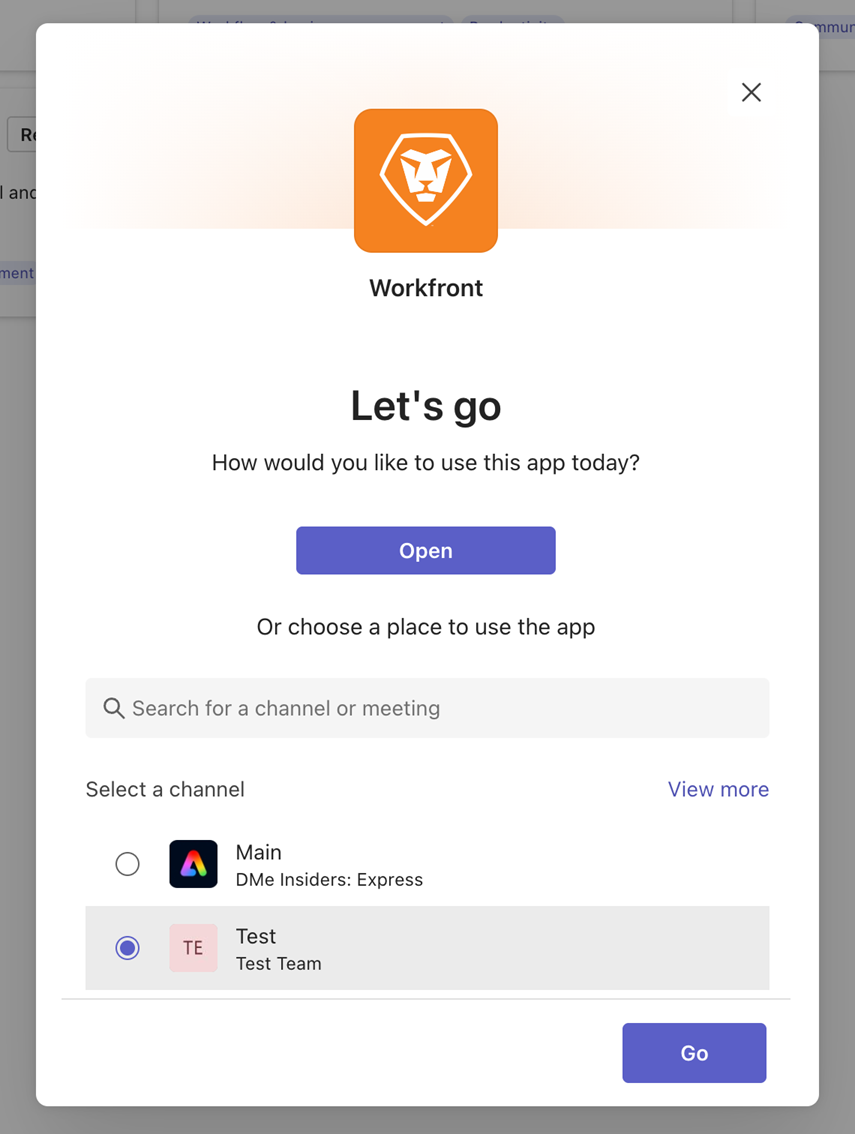 Workfront
Let's go
How would you like to use this app today?
Open
Or choose a place to use the app
Search for a channel or meeting
Select a channel
View more
Main
DMe Insiders: Express
TE
Test
Test Team
Go